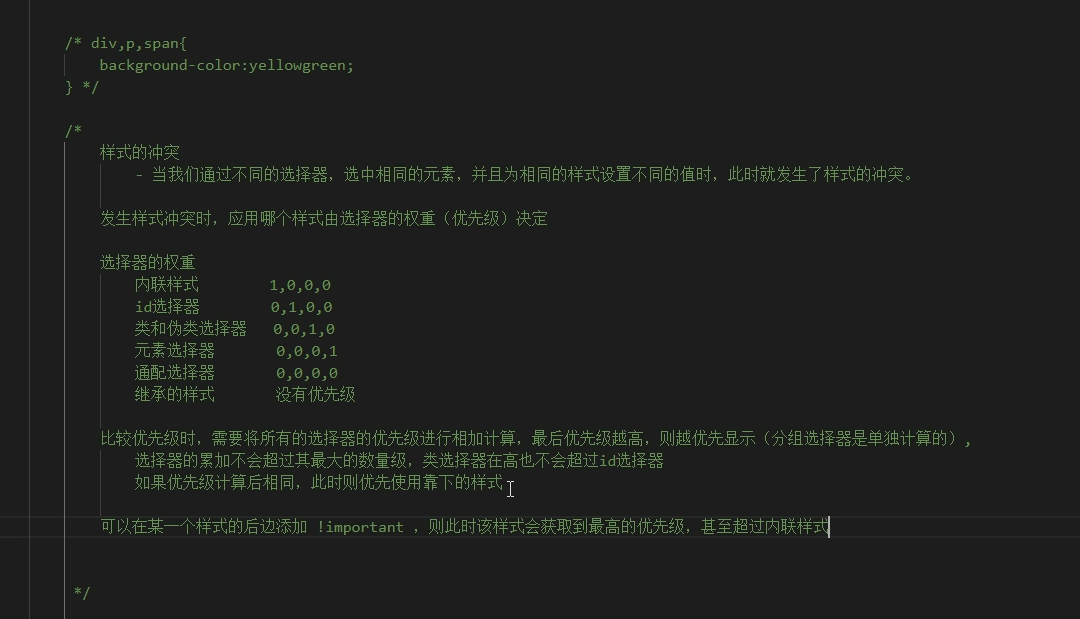 /* div,p,span{
background-color:yellowgreen;
} */
/*
样式的冲突
- 当我们通过不同的选择器，选中相同的元素，并且为相同的样式设置不同的值时，此时就发生了样式的冲突。
发生样式冲突时，应用哪个样式由选择器的权重（优先级）决定
选择器的权重
内联样式 1,0,0,0
id选择器 0,1,0,0
类和伪类选择器 0,0,1,0
元素选择器 0,0,0,1
通配选择器 0,0,0,0
继承的样式 没有优先级
比较优先级时，需要将所有的选择器的优先级进行相加计算，最后优先级越高，则越优先显示（分组选择器是单独计算的）,
选择器的累加不会超过其最大的数量级，类选择器在高也不会超过id选择器
如果优先级计算后相同，此时则优先使用靠下的样式
可以在某一个样式的后边添加 !important ，则此时该样式会获取到最高的优先级，甚至超过内联样式
*/